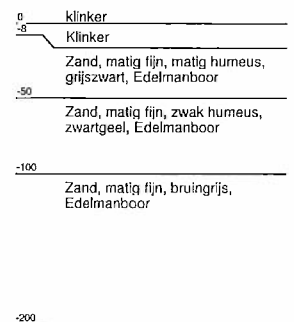 0 klinker
-8 Klinker
Zand, matig fijn, matig humeus,
grijszwart, Edelmanboor
-50
Zand, matig fijn, zwak humeus,
zwartgeel, Edelmanboor
-100
Zand, matig fijn, bruingrijs,
Edelmanboor
-200